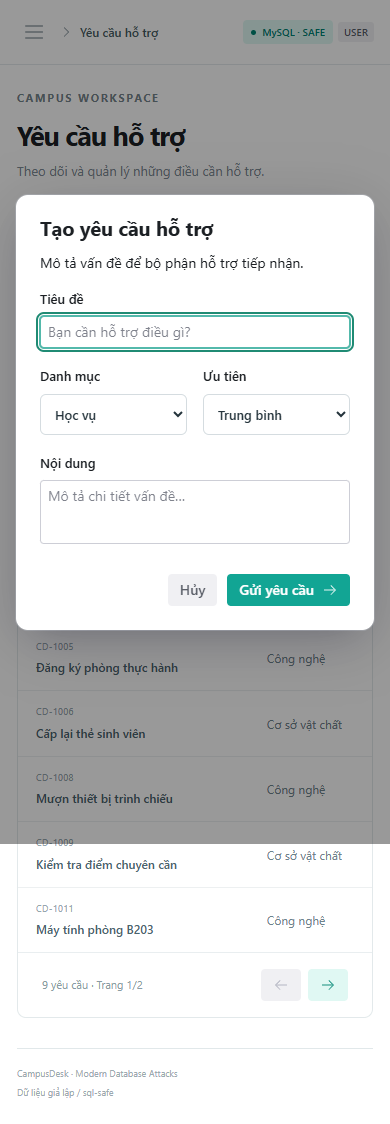 Yêu cầu hỗ trợ
MySQL · SAFE
USER
CAMPUS WORKSPACE
Yêu cầu hỗ trợ
Theo dõi và quản lý những điều cần hỗ trợ.
Tạo yêu cầu hỗ trợ
Mô tả vấn đề để bộ phận hỗ trợ tiếp nhận.
Tiêu đề
Bạn cần hỗ trợ điều gì?
Danh mục
Ưu tiên
Học vụ
Trung bình
Nội dung
Mô tả chi tiết vấn đề...
Hủy
Gửi yêu cầu
CD-1005
Đăng ký phòng thực hành
Công nghệ
CD-1006
Cấp lại thẻ sinh viên
Cơ sở vật chất
CD-1008
Mượn thiết bị trình chiếu
Công nghệ
CD-1009
Kiểm tra điểm chuyên cần
Cơ sở vật chất
CD-1011
Máy tính phòng B203
Công nghệ
9 yêu cầu · Trang 1/2
CampusDesk · Modern Database Attacks
Dữ liệu giả lập / sql-safe